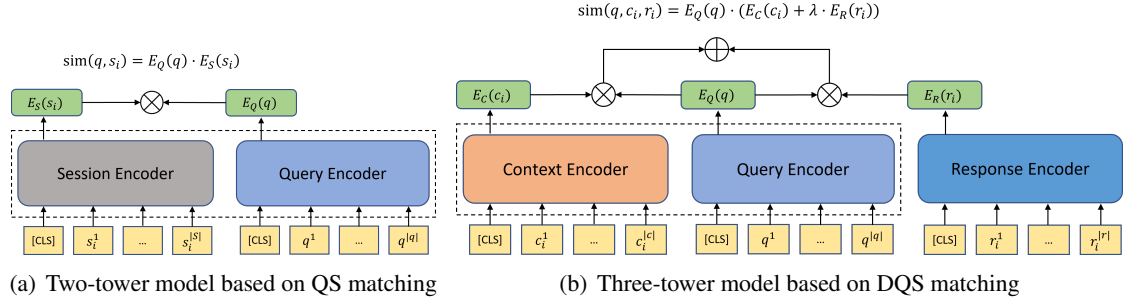 sim(q, s_i) = E_Q(q) · E_S(s_i)
E_S(s_i) E_Q(q)
Session Encoder Query Encoder
[CLS] s_i^1 ... s_i^{|S|} [CLS] q^1 ... q^{|q|}
(a) Two-tower model based on QS matching
sim(q, c_i, r_i) = E_Q(q) · (E_C(c_i) + λ · E_R(r_i))
E_C(c_i) E_Q(q) E_R(r_i)
Context Encoder Query Encoder Response Encoder
[CLS] c_i^1 ... c_i^{|c|} [CLS] q^1 ... q^{|q|} [CLS] r_i^1 ... r_i^{|r|}
(b) Three-tower model based on DQS matching